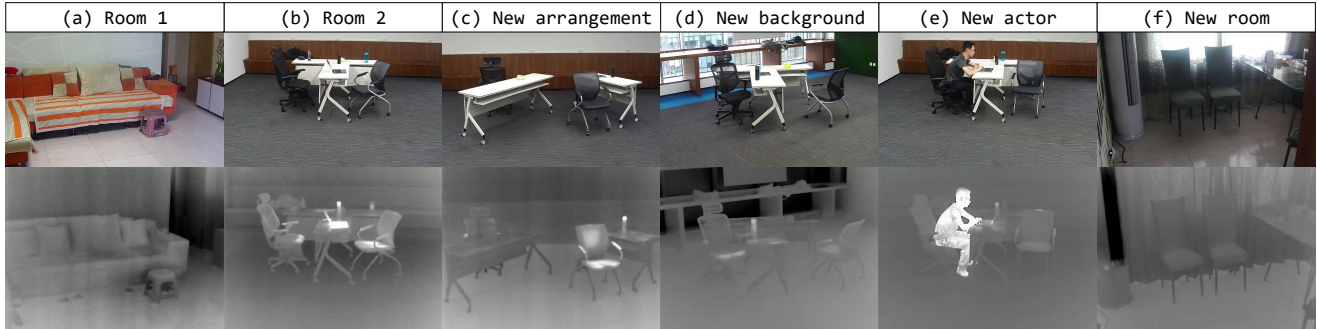 (a) Room 1
(b) Room 2
(c) New arrangement
(d) New background
(e) New actor
(f) New room